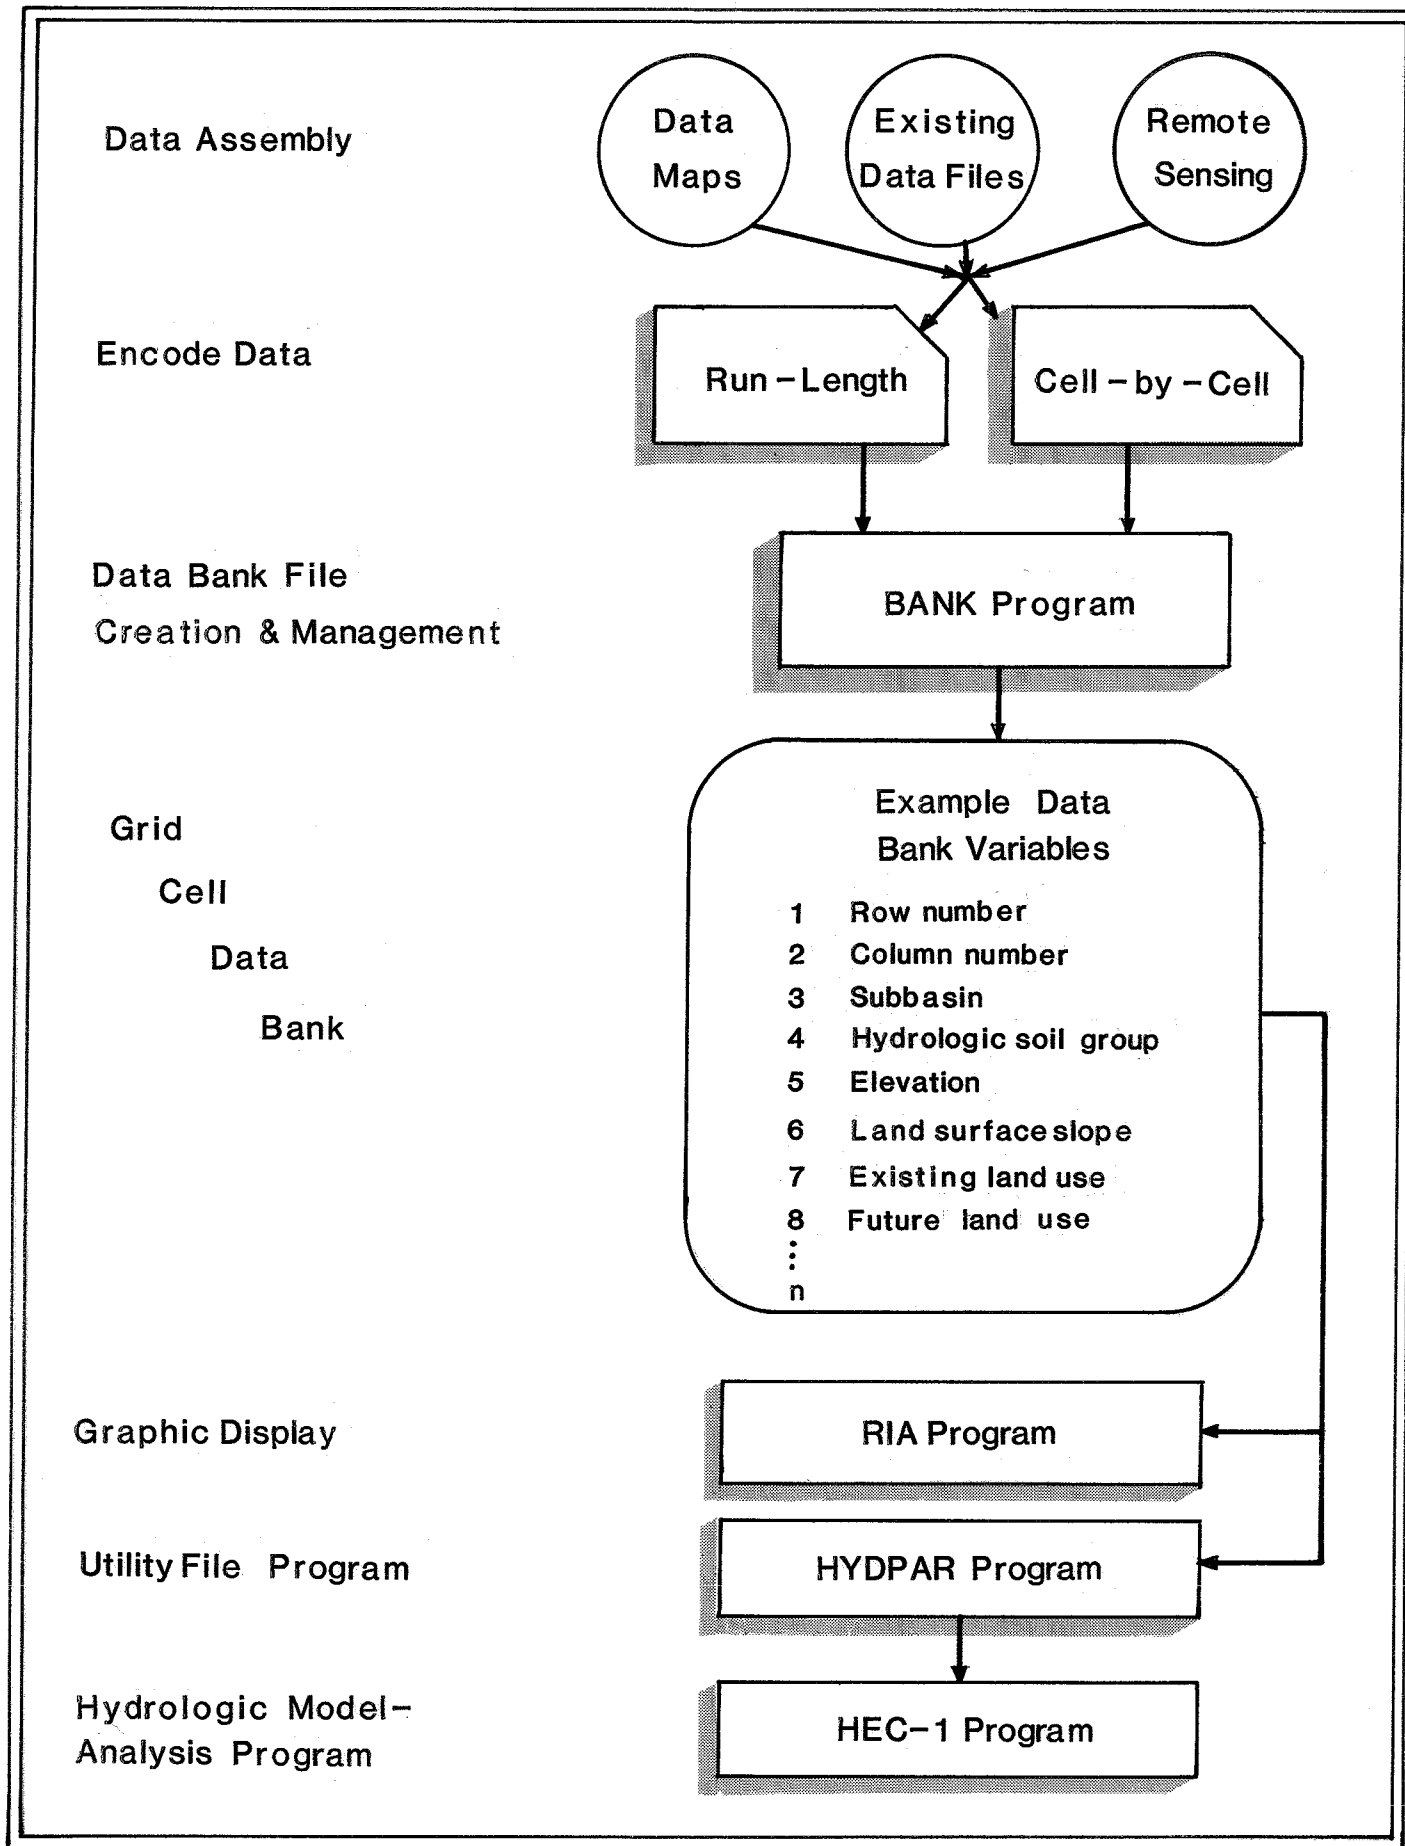 Data Assembly
Data
Maps
Existing
Data Files
Remote
Sensing
Encode Data
Run-Length
Cell-by-Cell
Data Bank File
Creation & Management
BANK Program
Grid
Cell
Data
Bank
Example Data
Bank Variables
1 Row number
2 Column number
3 Subbasin
4 Hydrologic soil group
5 Elevation
6 Land surface slope
7 Existing land use
8 Future land use
⋮
n
Graphic Display
RIA Program
Utility File Program
HYDPAR Program
Hydrologic Model-
Analysis Program
HEC-1 Program